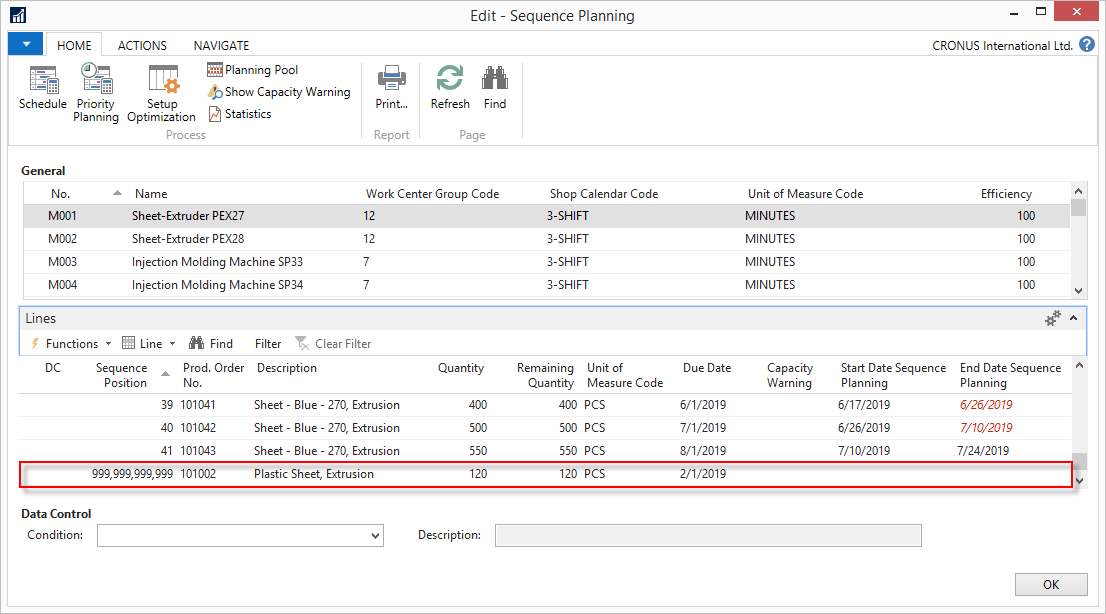 Edit - Sequence Planning
HOME ACTIONS NAVIGATE CRONUS International Ltd. ?
Schedule
Priority Planning
Setup Optimization
Planning Pool
Show Capacity Warning
Statistics
Process
Print...
Report
Refresh
Find
Page
General
No. Name Work Center Group Code Shop Calendar Code Unit of Measure Code Efficiency
M001 Sheet-Extruder PEX27 12 3-SHIFT MINUTES 100
M002 Sheet-Extruder PEX28 12 3-SHIFT MINUTES 100
M003 Injection Molding Machine SP33 7 3-SHIFT MINUTES 100
M004 Injection Molding Machine SP34 7 3-SHIFT MINUTES 100
Lines
Functions Line Find Filter Clear Filter
DC Sequence Position Prod. Order No. Description Quantity Remaining Quantity Unit of Measure Code Due Date Capacity Warning Start Date Sequence Planning End Date Sequence Planning
39 101041 Sheet - Blue - 270, Extrusion 400 400 PCS 6/1/2019 6/17/2019 6/26/2019
40 101042 Sheet - Blue - 270, Extrusion 500 500 PCS 7/1/2019 6/26/2019 7/10/2019
41 101043 Sheet - Blue - 270, Extrusion 550 550 PCS 8/1/2019 7/10/2019 7/24/2019
999,999,999,999 101002 Plastic Sheet, Extrusion 120 120 PCS 2/1/2019
Data Control
Condition: Description:
OK